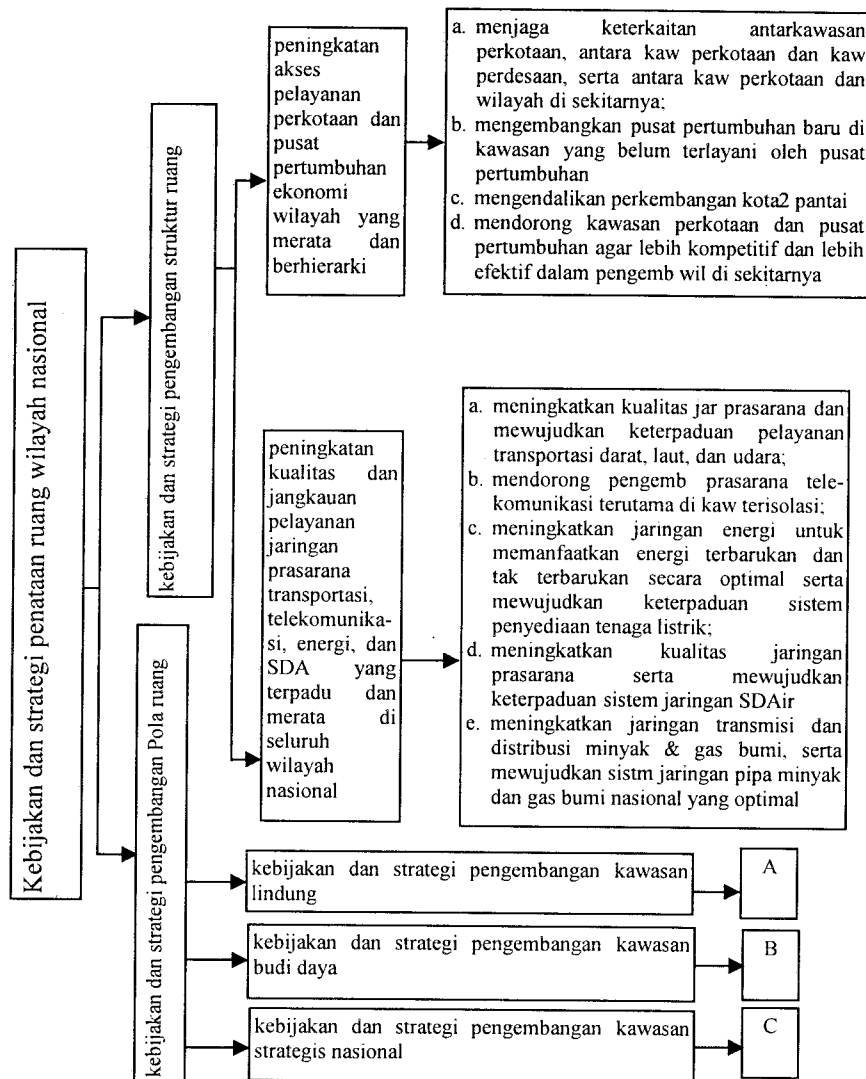 Kebijakan dan strategi penataan ruang wilayah nasional
kebijakan dan strategi pengembangan struktur ruang
peningkatan
akses
pelayanan
perkotaan dan
pusat
pertumbuhan
ekonomi
wilayah yang
merata dan
berhierarki
a. menjaga keterkaitan antarkawasan
perkotaan, antara kaw perkotaan dan kaw
perdesaan, serta antara kaw perkotaan dan
wilayah di sekitarnya;
b. mengembangkan pusat pertumbuhan baru di
kawasan yang belum terlayani oleh pusat
pertumbuhan
c. mengendalikan perkembangan kota2 pantai
d. mendorong kawasan perkotaan dan pusat
pertumbuhan agar lebih kompetitif dan lebih
efektif dalam pengemb wil di sekitarnya
peningkatan
kualitas dan
jangkauan
pelayanan
jaringan
prasarana
transportasi,
telekomunika-
si, energi, dan
SDA yang
terpadu dan
merata di
seluruh
wilayah
nasional
a. meningkatkan kualitas jar prasarana dan
mewujudkan keterpaduan pelayanan
transportasi darat, laut, dan udara;
b. mendorong pengemb prasarana tele-
komunikasi terutama di kaw terisolasi;
c. meningkatkan jaringan energi untuk
memanfaatkan energi terbarukan dan
tak terbarukan secara optimal serta
mewujudkan keterpaduan sistem
penyediaan tenaga listrik;
d. meningkatkan kualitas jaringan
prasarana serta mewujudkan
keterpaduan sistem jaringan SDAir
e. meningkatkan jaringan transmisi dan
distribusi minyak & gas bumi, serta
mewujudkan sistm jaringan pipa minyak
dan gas bumi nasional yang optimal
kebijakan dan strategi pengembangan Pola ruang
kebijakan dan strategi pengembangan kawasan
lindung
A
kebijakan dan strategi pengembangan kawasan
budi daya
B
kebijakan dan strategi pengembangan kawasan
strategis nasional
C